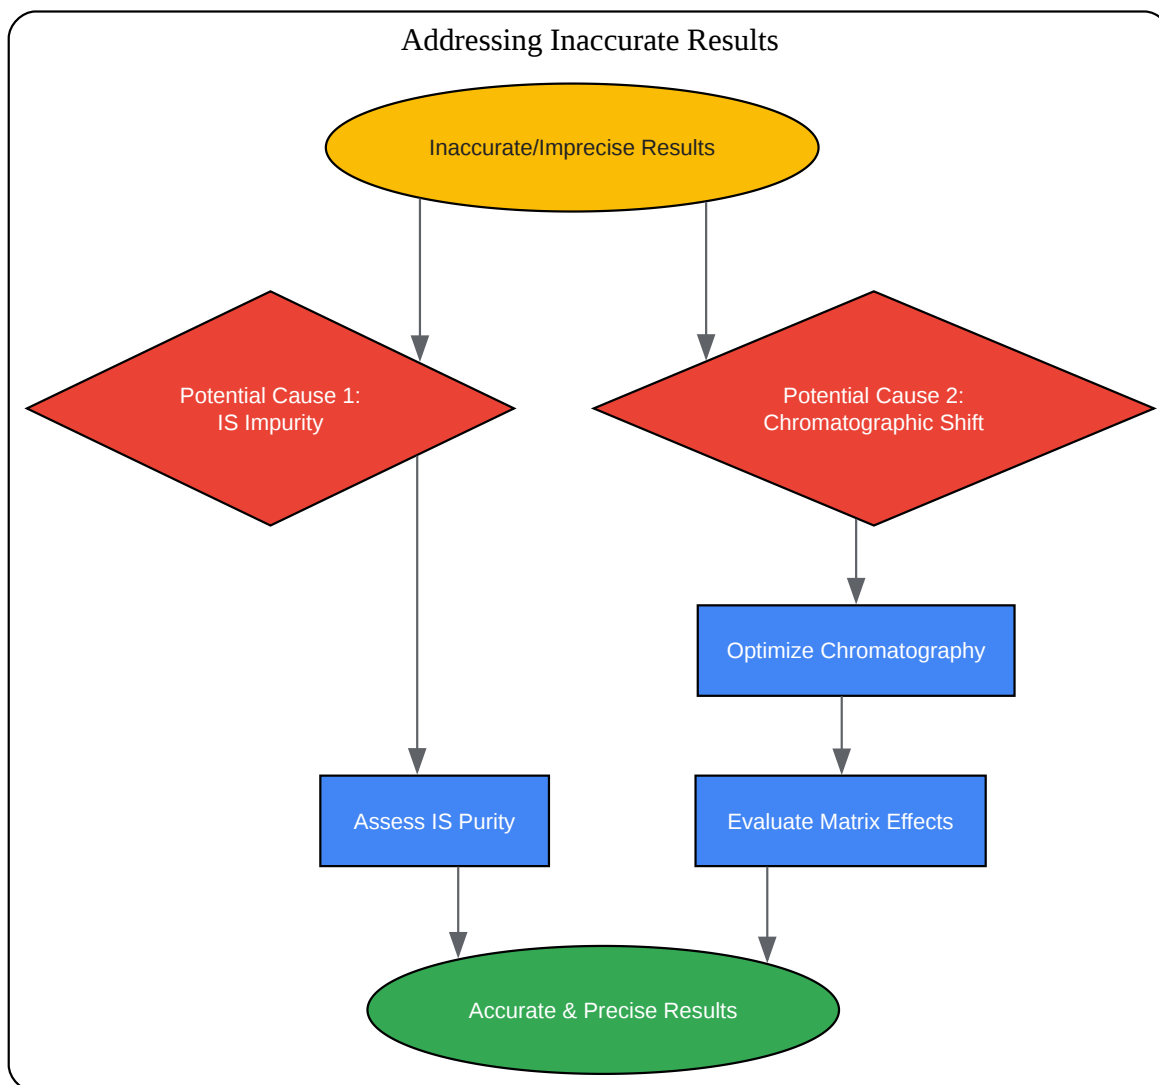 Addressing Inaccurate Results
Inaccurate/Imprecise Results
Potential Cause 1:
IS Impurity
Potential Cause 2:
Chromatographic Shift
Optimize Chromatography
Assess IS Purity
Evaluate Matrix Effects
Accurate & Precise Results